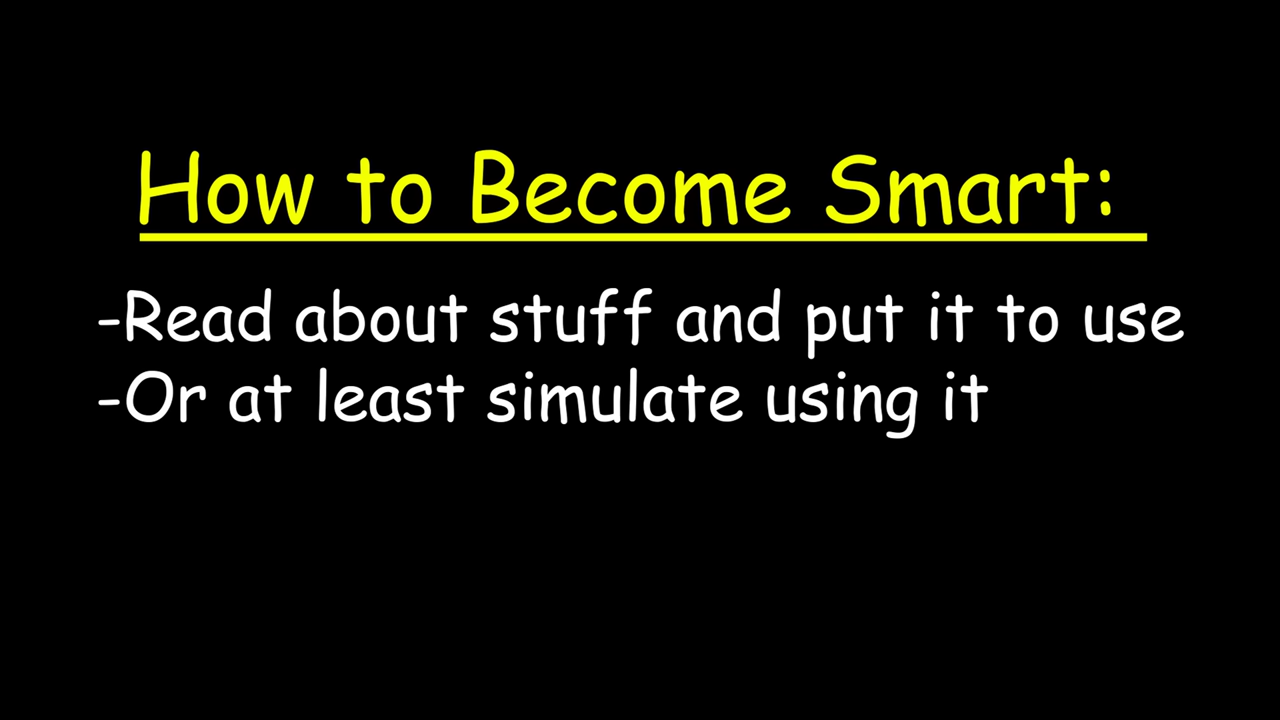 How to Become Smart:
-Read about stuff and put it to use
-Or at least simulate using it